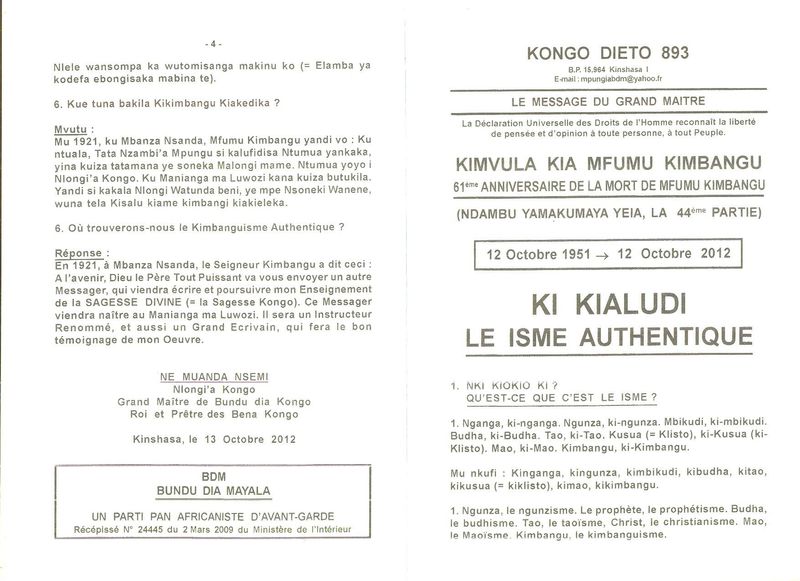 - 4 -
Nlele wansompa ka wutomisanga makinu ko (= Elamba ya
kodefa ebongisaka mabina te).
6. Kue tuna bakila Kikimbangu Kiakedika ?
Mvutu :
Mu 1921, ku Mbanza Nsanda, Mfumu Kimbangu yandi vo : Ku
ntuala, Tata Nzambi'a Mpungu si kalufidisa Ntumua yankaka,
yina kuiza tatamana ye soneka Malongi mame. Ntumua yoyo i
Nlongi'a Kongo. Ku Manianga ma Luwozi kana kuiza butukila.
Yandi si kakala Nlongi Watunda beni, ye mpe Nsoneki Wanene,
wuna tela Kisalu kiame kimbangi kiakieleka.
6. Où trouverons-nous le Kimbanguisme Authentique ?
Réponse :
En 1921, à Mbanza Nsanda, le Seigneur Kimbangu a dit ceci :
A l'avenir, Dieu le Père Tout Puissant va vous envoyer un autre
Messager, qui viendra écrire et poursuivre mon Enseignement
de la SAGESSE DIVINE (= la Sagesse Kongo). Ce Messager
viendra naître au Manianga ma Luwozi. Il sera un Instructeur
Renommé, et aussi un Grand Ecrivain, qui fera le bon
témoignage de mon Oeuvre.
NE MUANDA NSEMI
Nlongi'a Kongo
Grand Maître de Bundu dia Kongo
Roi et Prêtre des Bena Kongo
Kinshasa, le 13 Octobre 2012
BDM
BUNDU DIA MAYALA
UN PARTI PAN AFRICANISTE D'AVANT-GARDE
Récépissé N° 24445 du 2 Mars 2009 du Ministère de l'Intérieur
KONGO DIETO 893
B.P. 15,964 Kinshasa I
E-mail : mpungiabdm@yahoo.fr
LE MESSAGE DU GRAND MAITRE
La Déclaration Universelle des Droits de l'Homme reconnaît la liberté
de pensée et d'opinion à toute personne, à tout Peuple.
KIMVULA KIA MFUMU KIMBANGU
61ème ANNIVERSAIRE DE LA MORT DE MFUMU KIMBANGU
(NDAMBU YAMAKUMAYA YEIA, LA 44ème PARTIE)
12 Octobre 1951 → 12 Octobre 2012
KI KIALUDI
LE ISME AUTHENTIQUE
1. NKI KIOKIO KI ?
QU'EST-CE QUE C'EST LE ISME ?
1. Nganga, ki-nganga. Ngunza, ki-ngunza. Mbikudi, ki-mbikudi.
Budha, ki-Budha. Tao, ki-Tao. Kusua (= Klisto), ki-Kusua (ki-
Klisto). Mao, ki-Mao. Kimbangu, ki-Kimbangu.
Mu nkufi : Kinganga, kingunza, kimbikudi, kibudha, kitao,
kikusua (= kiklisto), kimao, kikimbangu.
1. Ngunza, le ngunzisme. Le prophète, le prophétisme. Budha,
le budhisme. Tao, le taoïsme, Christ, le christianisme. Mao,
le Maoïsme. Kimbangu, le kimbanguisme.